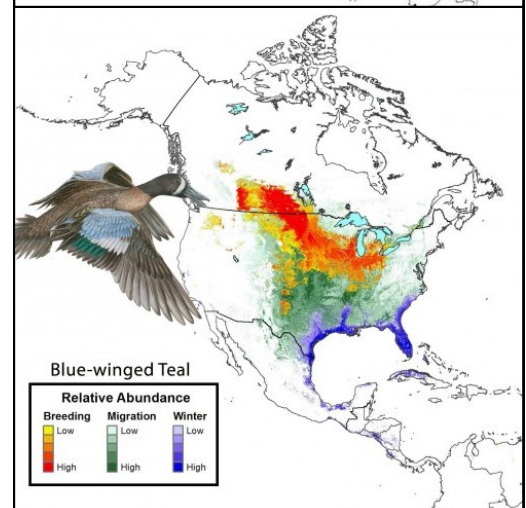 Blue-winged Teal
Relative Abundance
Breeding Migration Winter
Low Low Low
High High High